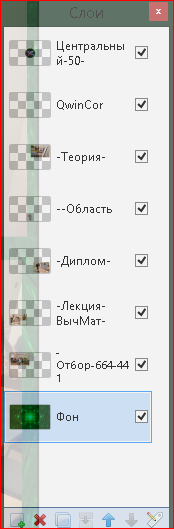 Слои
Центральны
й-50-
QwinCor
-Теория-
--Область
-Диплом-
-Лекция-
ВычМат-
-
Отбор-664-44
1
Фон